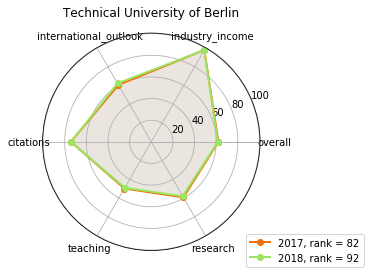 Technical University of Berlin
international_outlook
industry_income
100
80
60
40
20
citations
overall
teaching
research
2017, rank = 82
2018, rank = 92